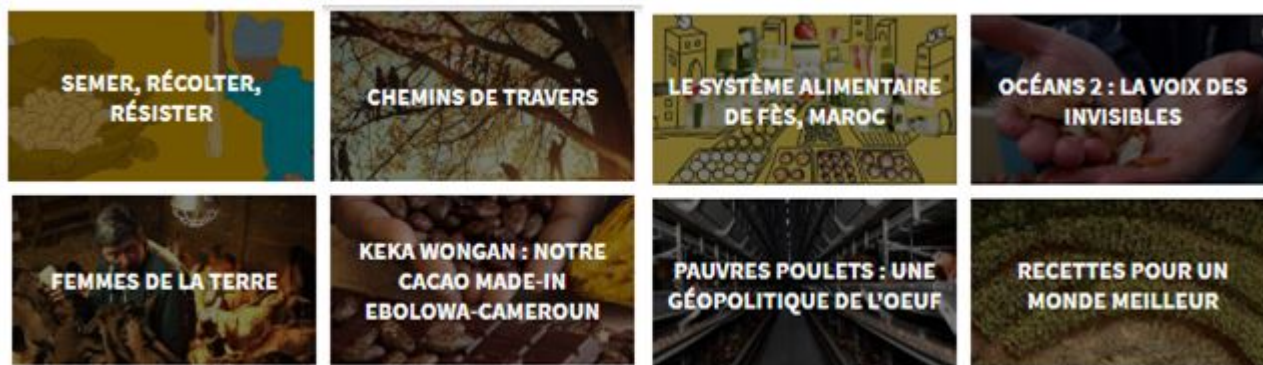 SEMER, RÉCOLTER,
RÉSISTER
CHEMINS DE TRAVERS
LE SYSTÈME ALIMENTAIRE
DE FÈS, MAROC
OCÉANS 2 : LA VOIX DES
INVISIBLES
FEMMES DE LA TERRE
KEKA WONGAN : NOTRE
CACAO MADE-IN
EBOLOWA-CAMEROUN
PAUVRES POULETS : UNE
GÉOPOLITIQUE DE L'OEUF
RECETTES POUR UN
MONDE MEILLEUR